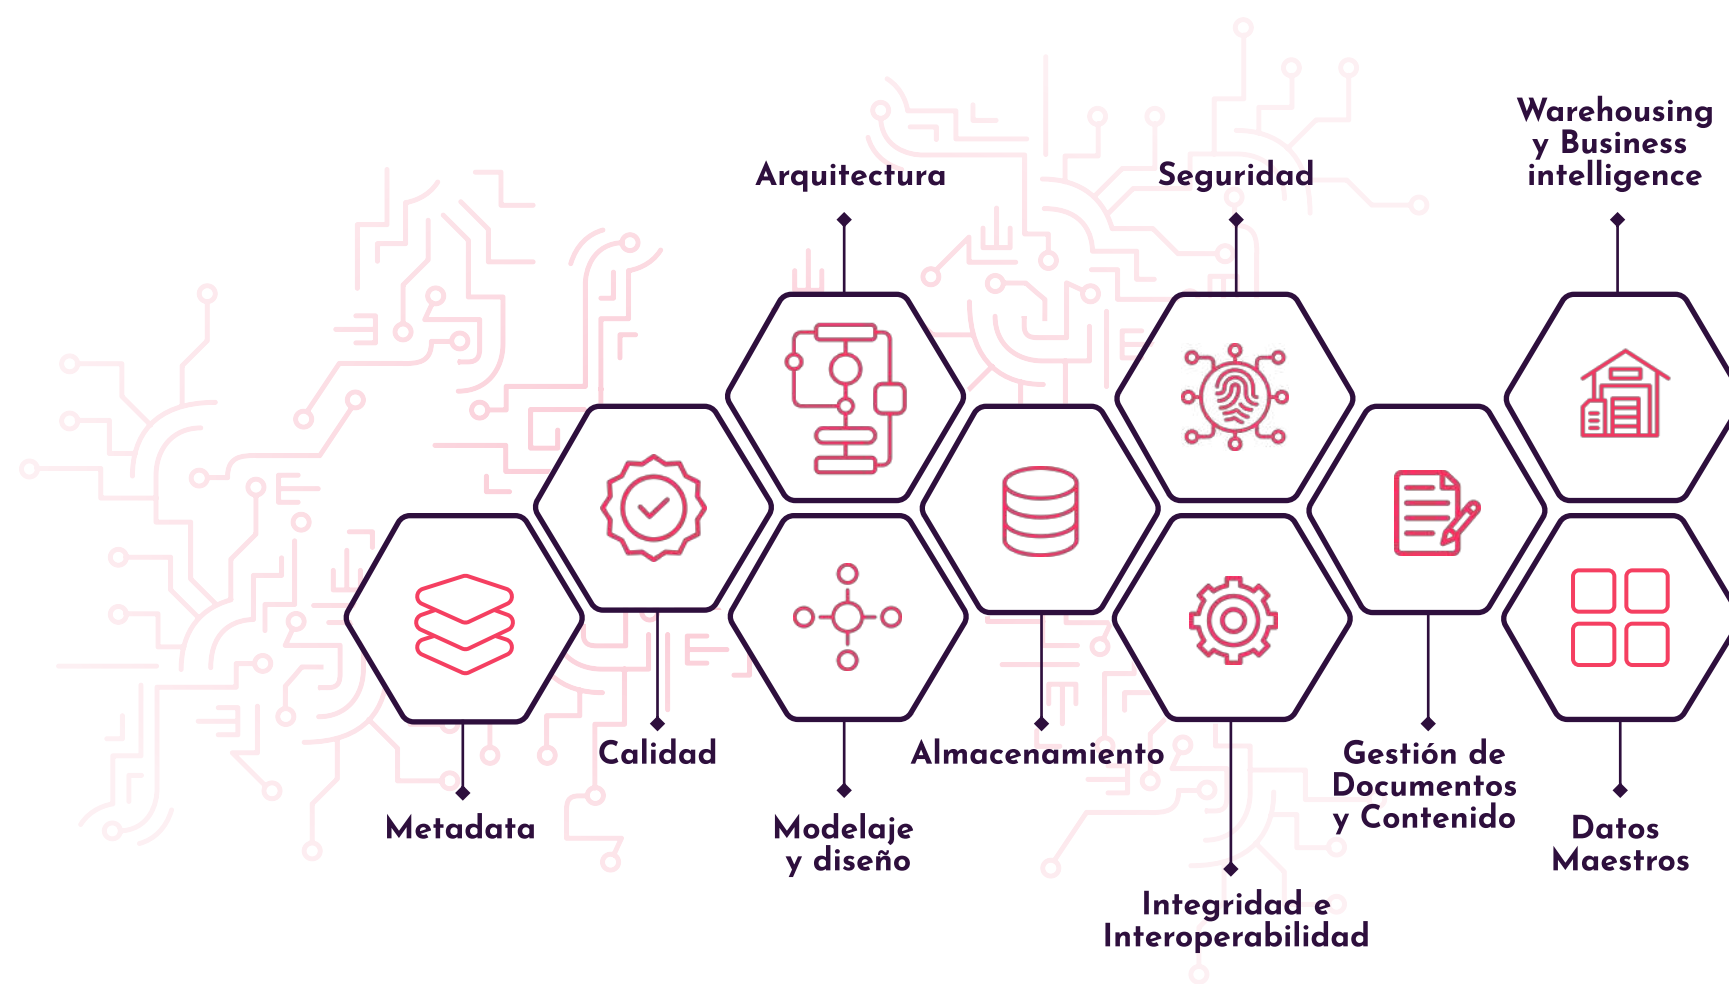 Warehousing
y Business
intelligence
Arquitectura
Seguridad
Calidad
Almacenamiento
Gestión de
Documentos
y Contenido
Metadata
Modelaje
y diseño
Datos
Maestros
Integridad e
Interoperabilidad